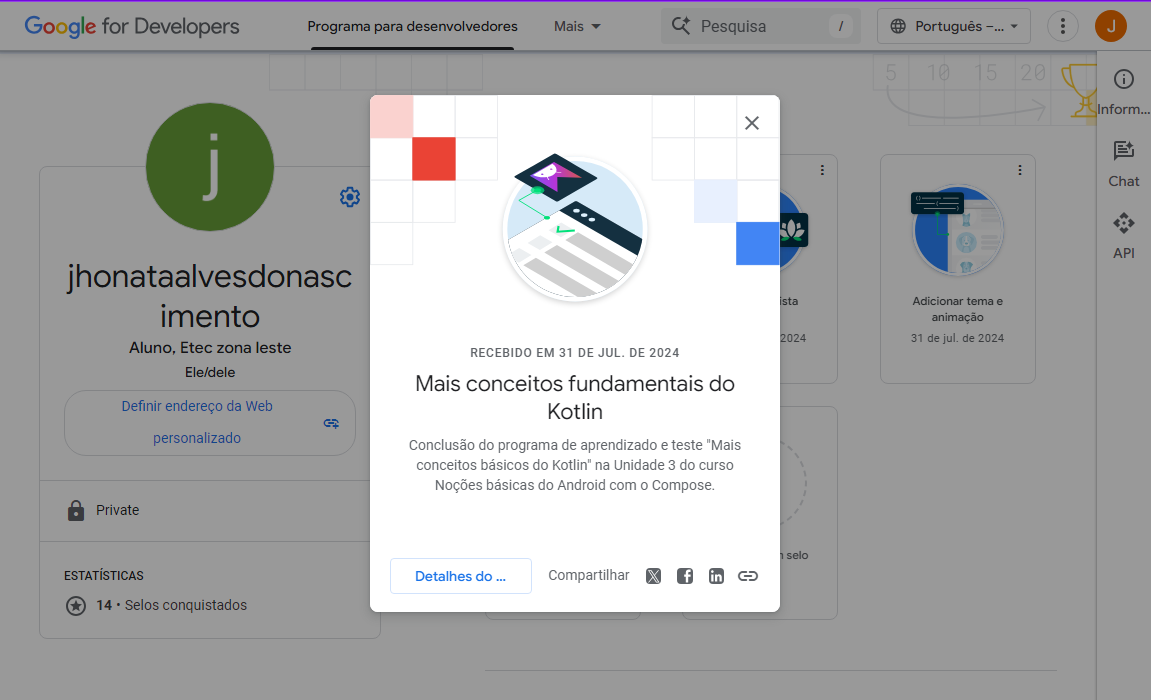 Google for Developers
Programa para desenvolvedores
Mais
Pesquisa
/
Português –...
J
5 10 15 20
Inform...
Chat
API
j
jhonataalvesdonasc
imento
Aluno, Etec zona leste
Ele/dele
Definir endereço da Web
personalizado
Private
ESTATÍSTICAS
14 • Selos conquistados
RECEBIDO EM 31 DE JUL. DE 2024
Mais conceitos fundamentais do
Kotlin
Conclusão do programa de aprendizado e teste "Mais
conceitos básicos do Kotlin" na Unidade 3 do curso
Noções básicas do Android com o Compose.
Detalhes do ...
Compartilhar
ista
2024
Adicionar tema e
animação
31 de jul. de 2024
selo